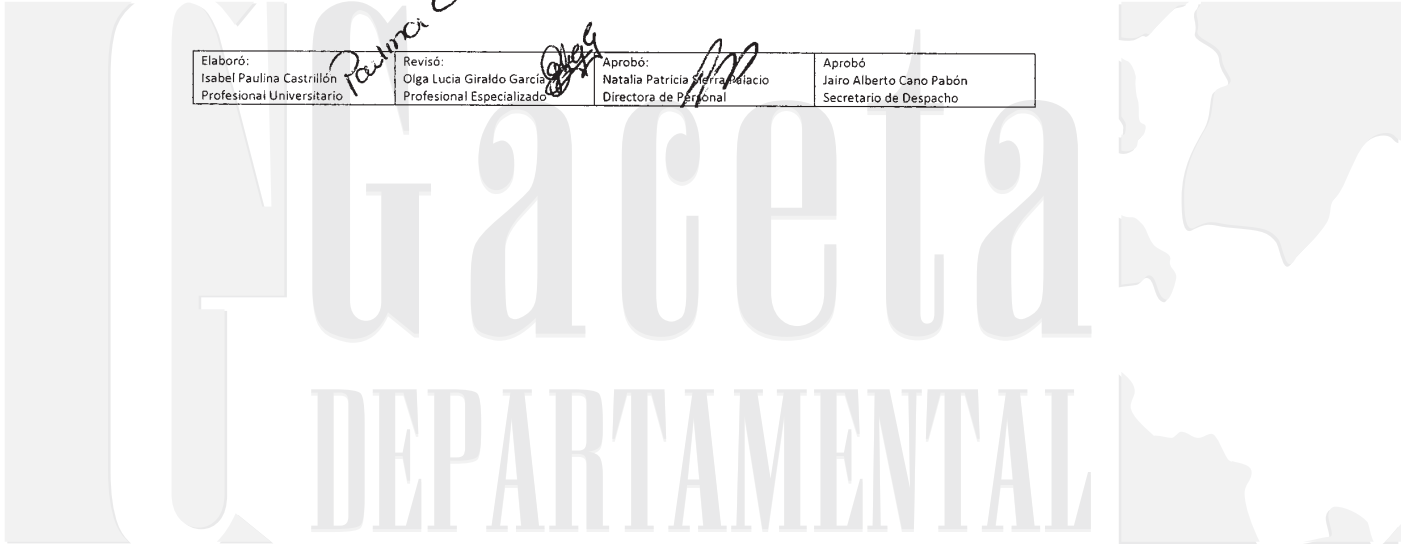 Paulina C
Elaboró:
Isabel Paulina Castrillón
Profesional Universitario
Revisó:
Olga Lucia Giraldo García
Profesional Especializado
Aprobó:
Natalia Patricia Sierra Palacio
Directora de Personal
Aprobó
Jairo Alberto Cano Pabón
Secretario de Despacho
Gaceta
DEPARTAMENTAL